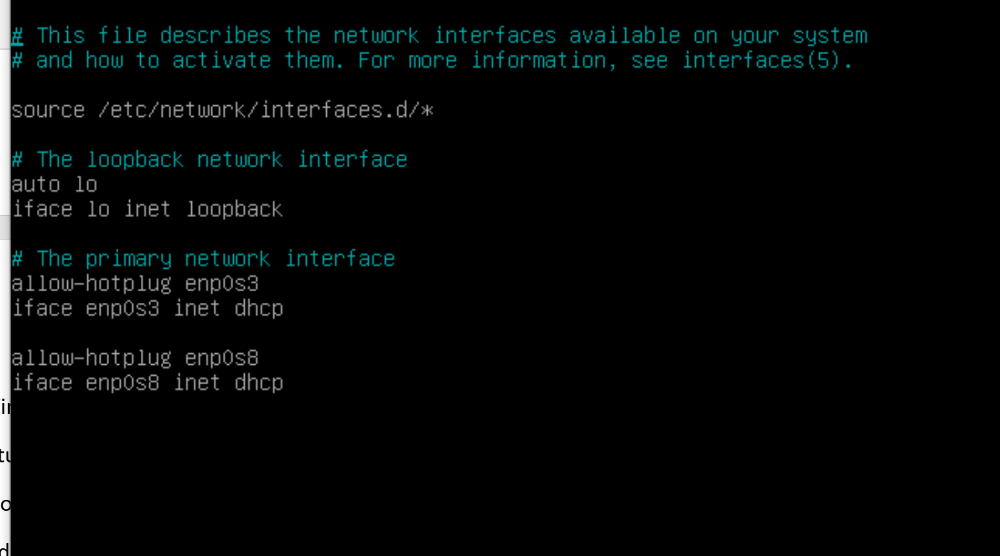 # This file describes the network interfaces available on your system
# and how to activate them. For more information, see interfaces(5).
source /etc/network/interfaces.d/*
# The loopback network interface
auto lo
iface lo inet loopback
# The primary network interface
allow-hotplug enp0s3
iface enp0s3 inet dhcp
allow-hotplug enp0s8
iface enp0s8 inet dhcp